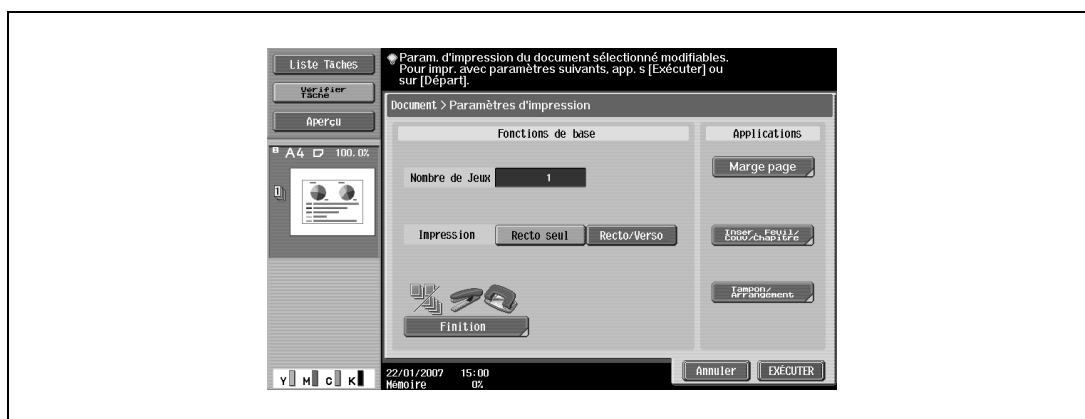 Liste Tâches
Vérifier
Tâche
Aperçu
A4 100.0%
1
Param. d'impression du document sélectionné modifiables.
Pour impr. avec paramètres suivants, app. s [Exécuter] ou
sur [Départ].
Document > Paramètres d'impression
Fonctions de base
Nombre de Jeux 1
Impression Recto seul Recto/Verso
Finition
Applications
Marge page
Insér. Feuil/
Couv/Chapitre
Tampon/
Arrangement
Y M C K
22/01/2007 15:00
Mémoire 0%
Annuler EXÉCUTER